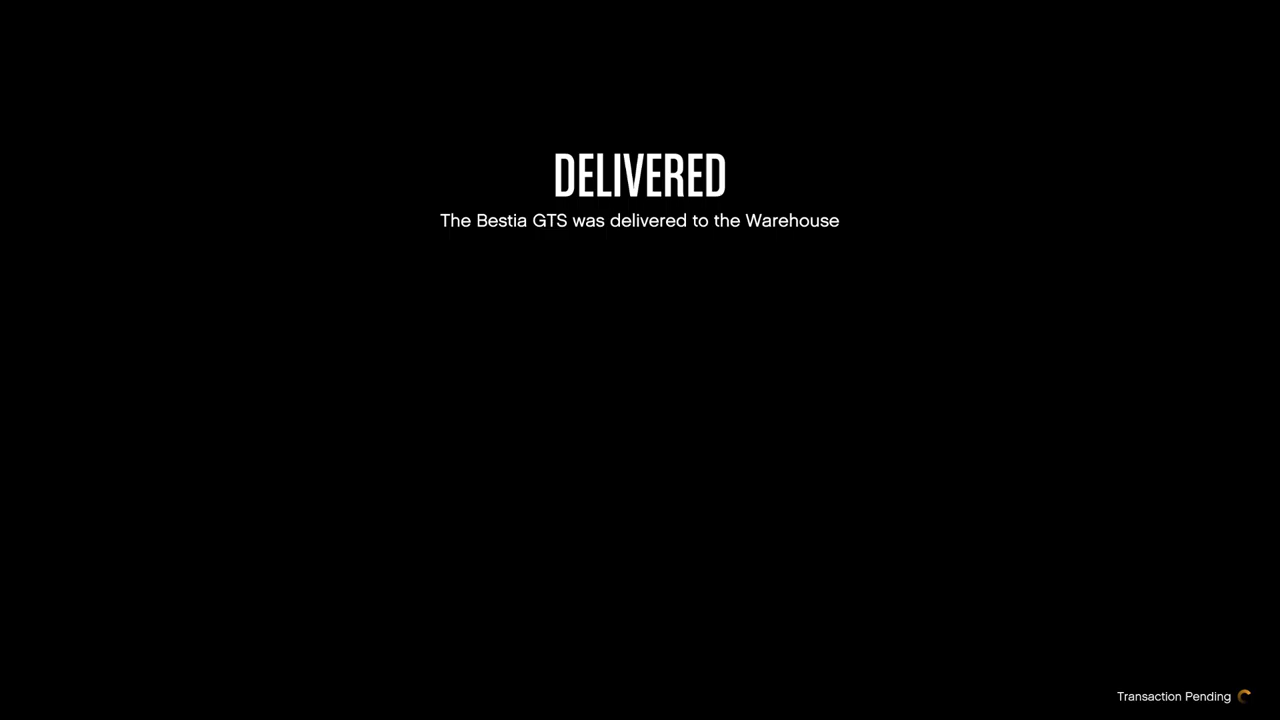 DELIVERED
The Bestia GTS was delivered to the Warehouse
Transaction Pending